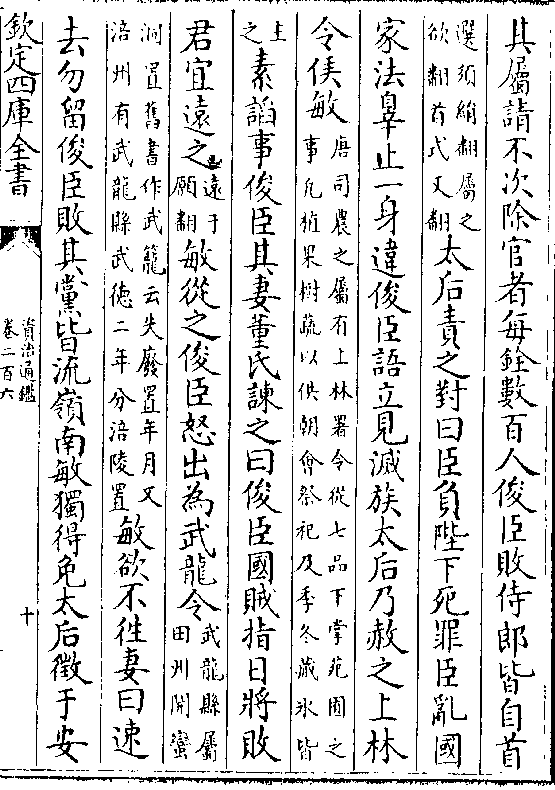 其屬請不次除官者每銓數百人俊臣敗侍郎皆自首
選須絹翻屬之
欲翻首式又翻
太后責之對曰臣負陛下死罪臣亂國
家法辠止一身違俊臣語立見滅族太后乃赦之上林
令侯敏
唐司農之屬有上林署令從七品下掌苑囿之
事凡植果樹蔬以供朝會祭祀及季冬藏氷皆
主
之
素諂事俊臣其妻董氏諫之曰俊臣國賊指日將敗
君宜遠之
遠于
願翻
敏從之俊臣怒出為武龍令
武龍縣屬
田州開蠻
洞置舊書作武籠云失廢置年月又
涪州有武龍縣武德二年分涪陵置
敏欲不徃妻曰速
去勿留俊臣敗其黨皆流嶺南敏獨得免太后徵于安
欽定四庫全書
資治通鑑
卷二百六
十